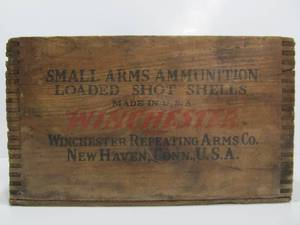 SMALL ARMS AMMUNITION
LOADED SHOT SHELLS
MADE IN U.S.A
WINCHESTER
WINCHESTER REPEATING ARMS CO.
NEW HAVEN, CONN., U.S.A.